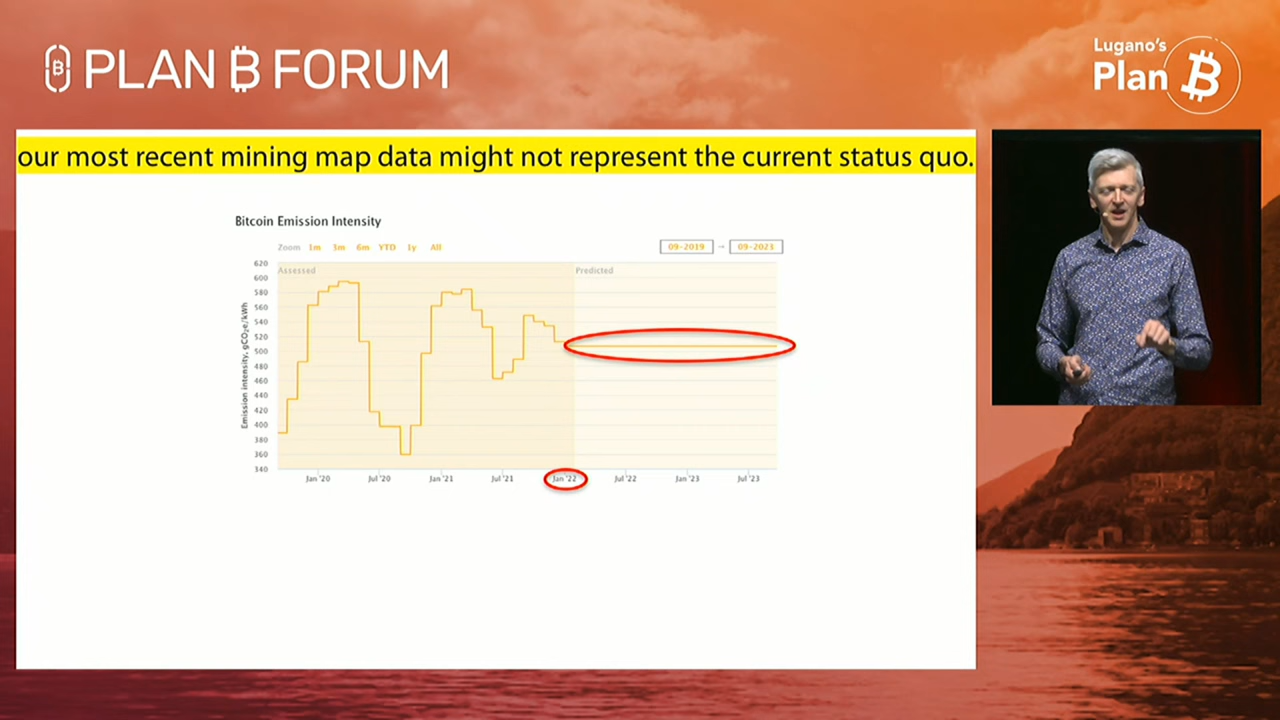 PLAN ₿ FORUM
Lugano's
Plan ₿
our most recent mining map data might not represent the current status quo.
Bitcoin Emission Intensity
Zoom 1m 3m 6m YTD 1y All
09-2019 → 09-2023
Assessed Predicted
Emission intensity, gCO₂e/kWh
620
600
580
560
540
520
500
480
460
440
420
400
380
360
340
Jan '20 Jul '20 Jan '21 Jul '21 Jan '22 Jul '22 Jan '23 Jul '23